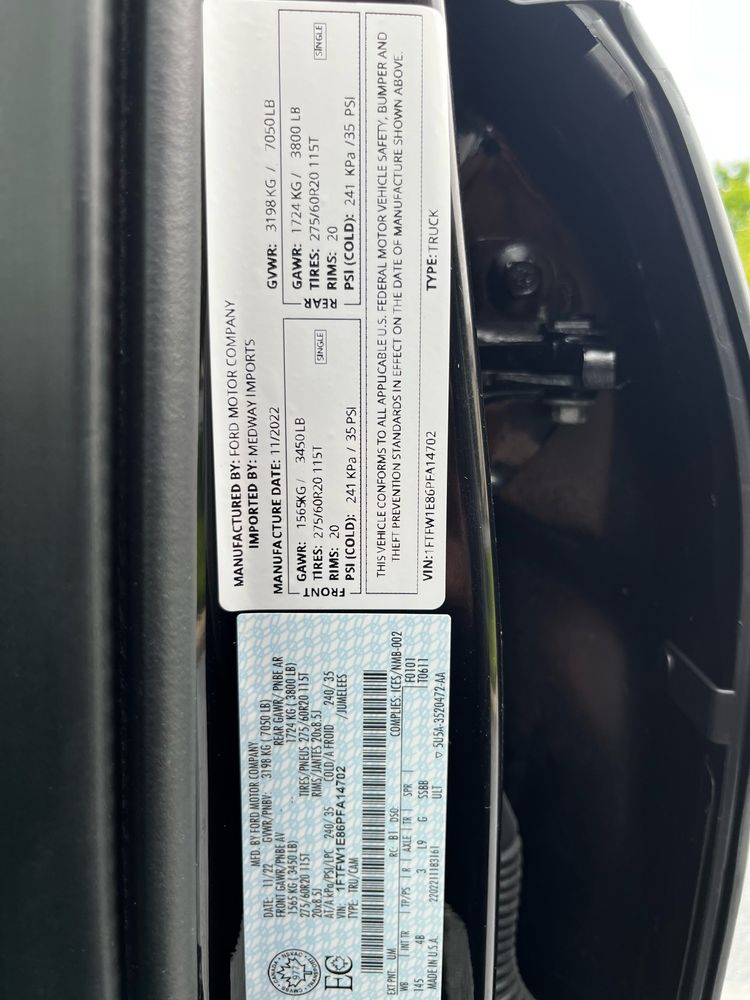 MANUFACTURED BY: FORD MOTOR COMPANY
IMPORTED BY: MEDWAY IMPORTS
MANUFACTURE DATE: 11/2022 GVWR: 3198 KG / 7050 LB
FRONT
GAWR: 1565KG / 3450LB
TIRES: 275/60R20 115T SINGLE
RIMS: 20
PSI (COLD): 241 KPa / 35 PSI
REAR
GAWR: 1724 KG / 3800 LB
TIRES: 275/60R20 115T SINGLE
RIMS: 20
PSI (COLD): 241 KPa /35 PSI
THIS VEHICLE CONFORMS TO ALL APPLICABLE U.S. FEDERAL MOTOR VEHICLE SAFETY, BUMPER AND
THEFT PREVENTION STANDARDS IN EFFECT ON THE DATE OF MANUFACTURE SHOWN ABOVE.
VIN:1FTFW1E86PFA14702 TYPE:TRUCK
MFD. BY FORD MOTOR COMPANY
DATE: 11/22 GVWR/PNBV: 3198 KG ( 7050 LB)
FRONT GAWR/PNBE AV REAR GAWR/ PNBE AR
1565 KG (3450 LB) 1724 KG ( 3800 LB)
275/60R20 115T TIRES/PNEUS 275/60R20 115T
20x8.5J RIMS/JANTES 20x8.5J
AT/A kPa/PSI/LPC 240/ 35 COLD/A FROID 240/ 35
VIN: 1FTFW1E86PFA14702 /JUMELEES
TYPE: TRU/CAM
EXT PNT: UM RC: B1 DSO: COMPLIES: ICES/NMB-002
WB INT TR TP/PS R AXLE TR SPR F0101
145 4B 3 L9 G SSBB T0611
2202211183161 ULT
MADE IN U.S.A. ▽ 5U5A-3520472-AA